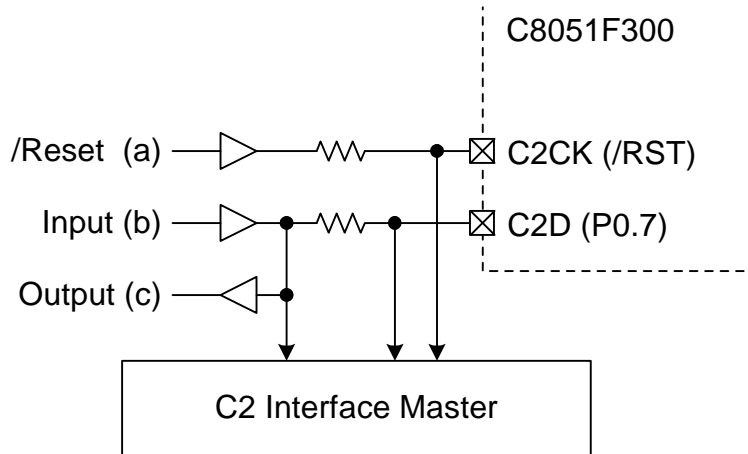 C8051F300
/Reset (a)
C2CK (/RST)
Input (b)
C2D (P0.7)
Output (c)
C2 Interface Master